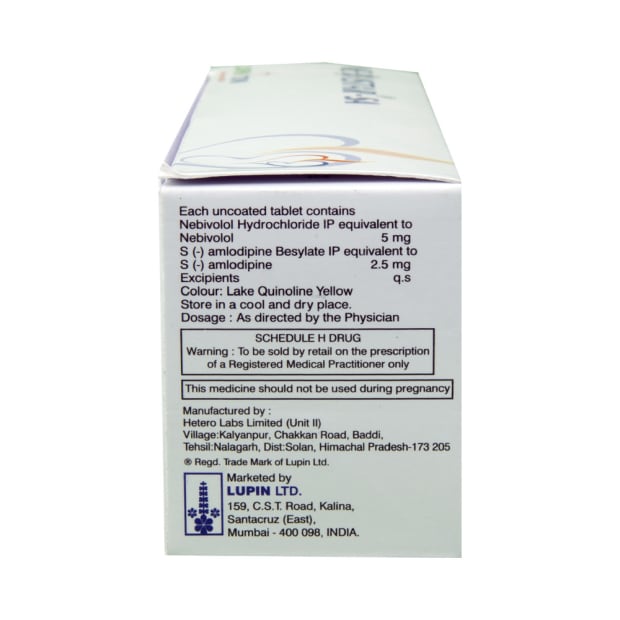 Each uncoated tablet contains
Nebivolol Hydrochloride IP equivalent to
Nebivolol 5 mg
S (-) amlodipine Besylate IP equivalent to
S (-) amlodipine 2.5 mg
Excipients q.s
Colour: Lake Quinoline Yellow
Store in a cool and dry place.
Dosage : As directed by the Physician
SCHEDULE H DRUG
Warning : To be sold by retail on the prescription
of a Registered Medical Practitioner only
This medicine should not be used during pregnancy
Manufactured by :
Hetero Labs Limited (Unit II)
Village:Kalyanpur, Chakkan Road, Baddi,
Tehsil:Nalagarh, Dist:Solan, Himachal Pradesh-173 205
® Regd. Trade Mark of Lupin Ltd.
Marketed by
LUPIN LTD.
159, C.S.T. Road, Kalina,
Santacruz (East),
Mumbai - 400 098, INDIA.